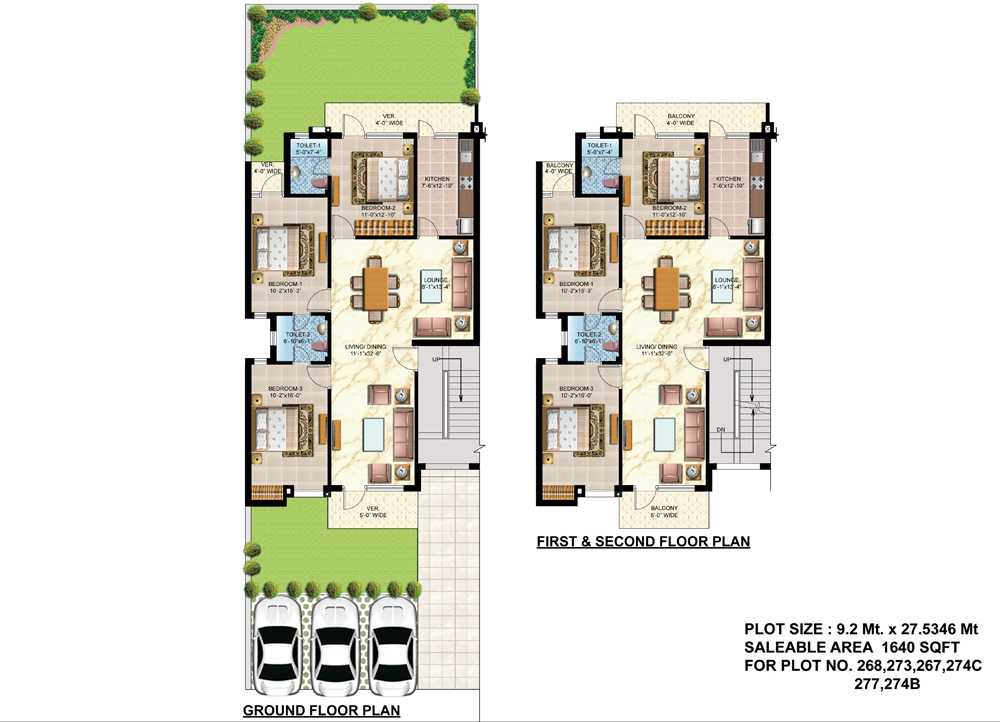 VER.
4'-0" WIDE
TOILET-1
5'-0"x7'-4"
VER.
4'-0" WIDE
KITCHEN
7'-6"x12'-10"
BEDROOM-2
11'-0"x12'-10"
BEDROOM-1
10'-2"x15'-3"
LOUNGE
8'-1"x13'-4"
TOILET-2
6'-10"x6'-1"
LIVING/ DINING
11'-1"x32'-6"
UP
BEDROOM-3
10'-2"x16'-0"
VER.
5'-0" WIDE
GROUND FLOOR PLAN
BALCONY
4'-0" WIDE
TOILET-1
5'-0"x7'-4"
BALCONY
4'-0" WIDE
KITCHEN
7'-6"x12'-10"
BEDROOM-2
11'-0"x12'-10"
BEDROOM-1
10'-2"x15'-3"
LOUNGE
8'-1"x13'-4"
TOILET-2
6'-10"x6'-1"
LIVING/ DINING
11'-1"x32'-6"
UP
BEDROOM-3
10'-2"x16'-0"
DN
BALCONY
5'-0" WIDE
FIRST & SECOND FLOOR PLAN
PLOT SIZE : 9.2 Mt. x 27.5346 Mt
SALEABLE AREA 1640 SQFT
FOR PLOT NO. 268,273,267,274C
277,274B